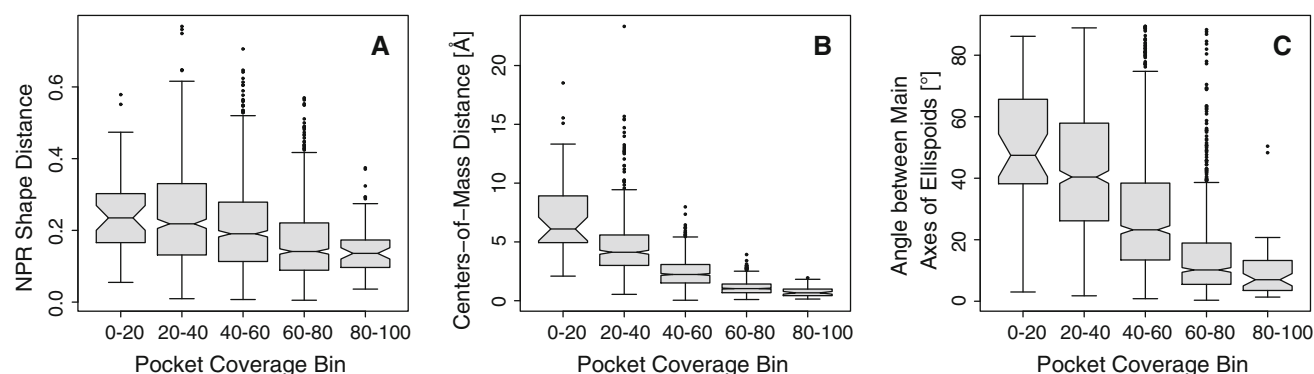 A
NPR Shape Distance
0.0 0.2 0.4 0.6
0-20 20-40 40-60 60-80 80-100
Pocket Coverage Bin
B
Centers-of-Mass Distance [Å]
0 5 10 15 20
0-20 20-40 40-60 60-80 80-100
Pocket Coverage Bin
C
Angle between Main
Axes of Ellispoids [°]
0 20 40 60 80
0-20 20-40 40-60 60-80 80-100
Pocket Coverage Bin